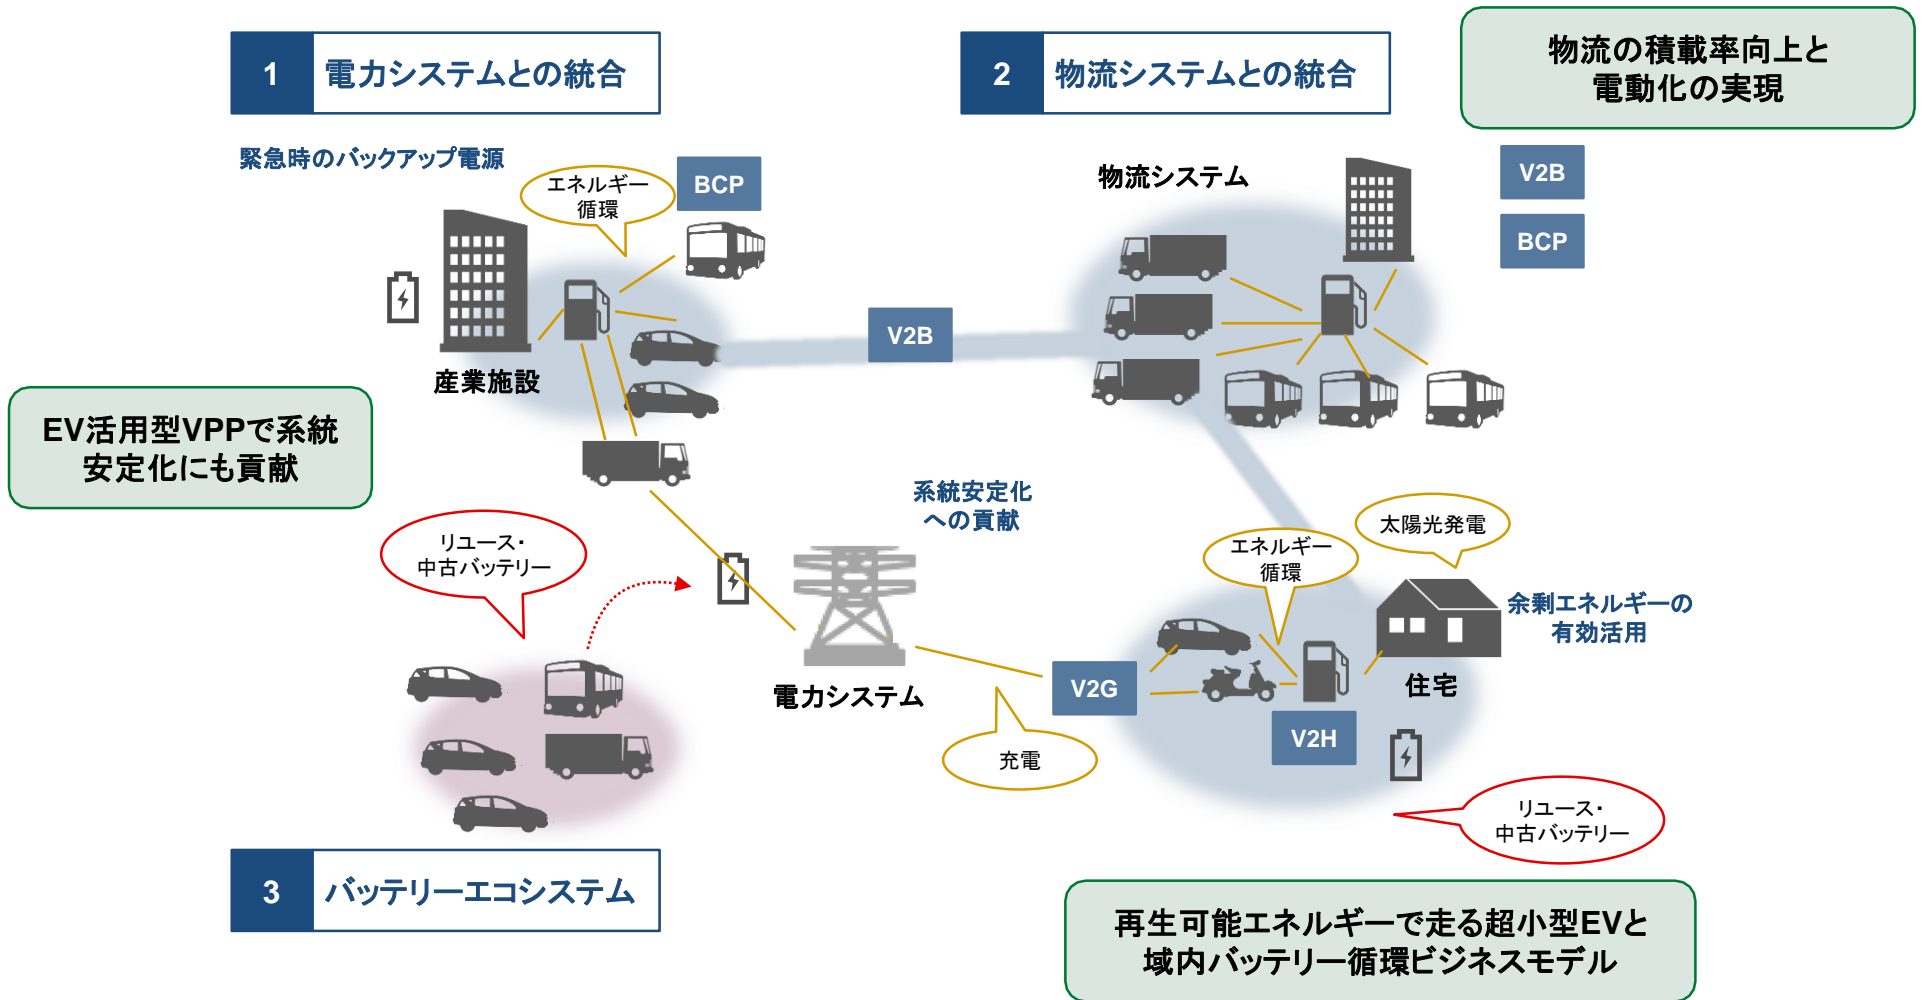 1
電力システムとの統合
2
物流システムとの統合
物流の積載率向上と
電動化の実現
緊急時のバックアップ電源
エネルギー
循環
BCP
物流システム
V2B
BCP
V2B
産業施設
EV活用型VPPで系統
安定化にも貢献
系統安定化
への貢献
リユース・
中古バッテリー
エネルギー
循環
太陽光発電
余剰エネルギーの
有効活用
電力システム
V2G
住宅
V2H
充電
リユース・
中古バッテリー
3
バッテリーエコシステム
再生可能エネルギーで走る超小型EVと
域内バッテリー循環ビジネスモデル